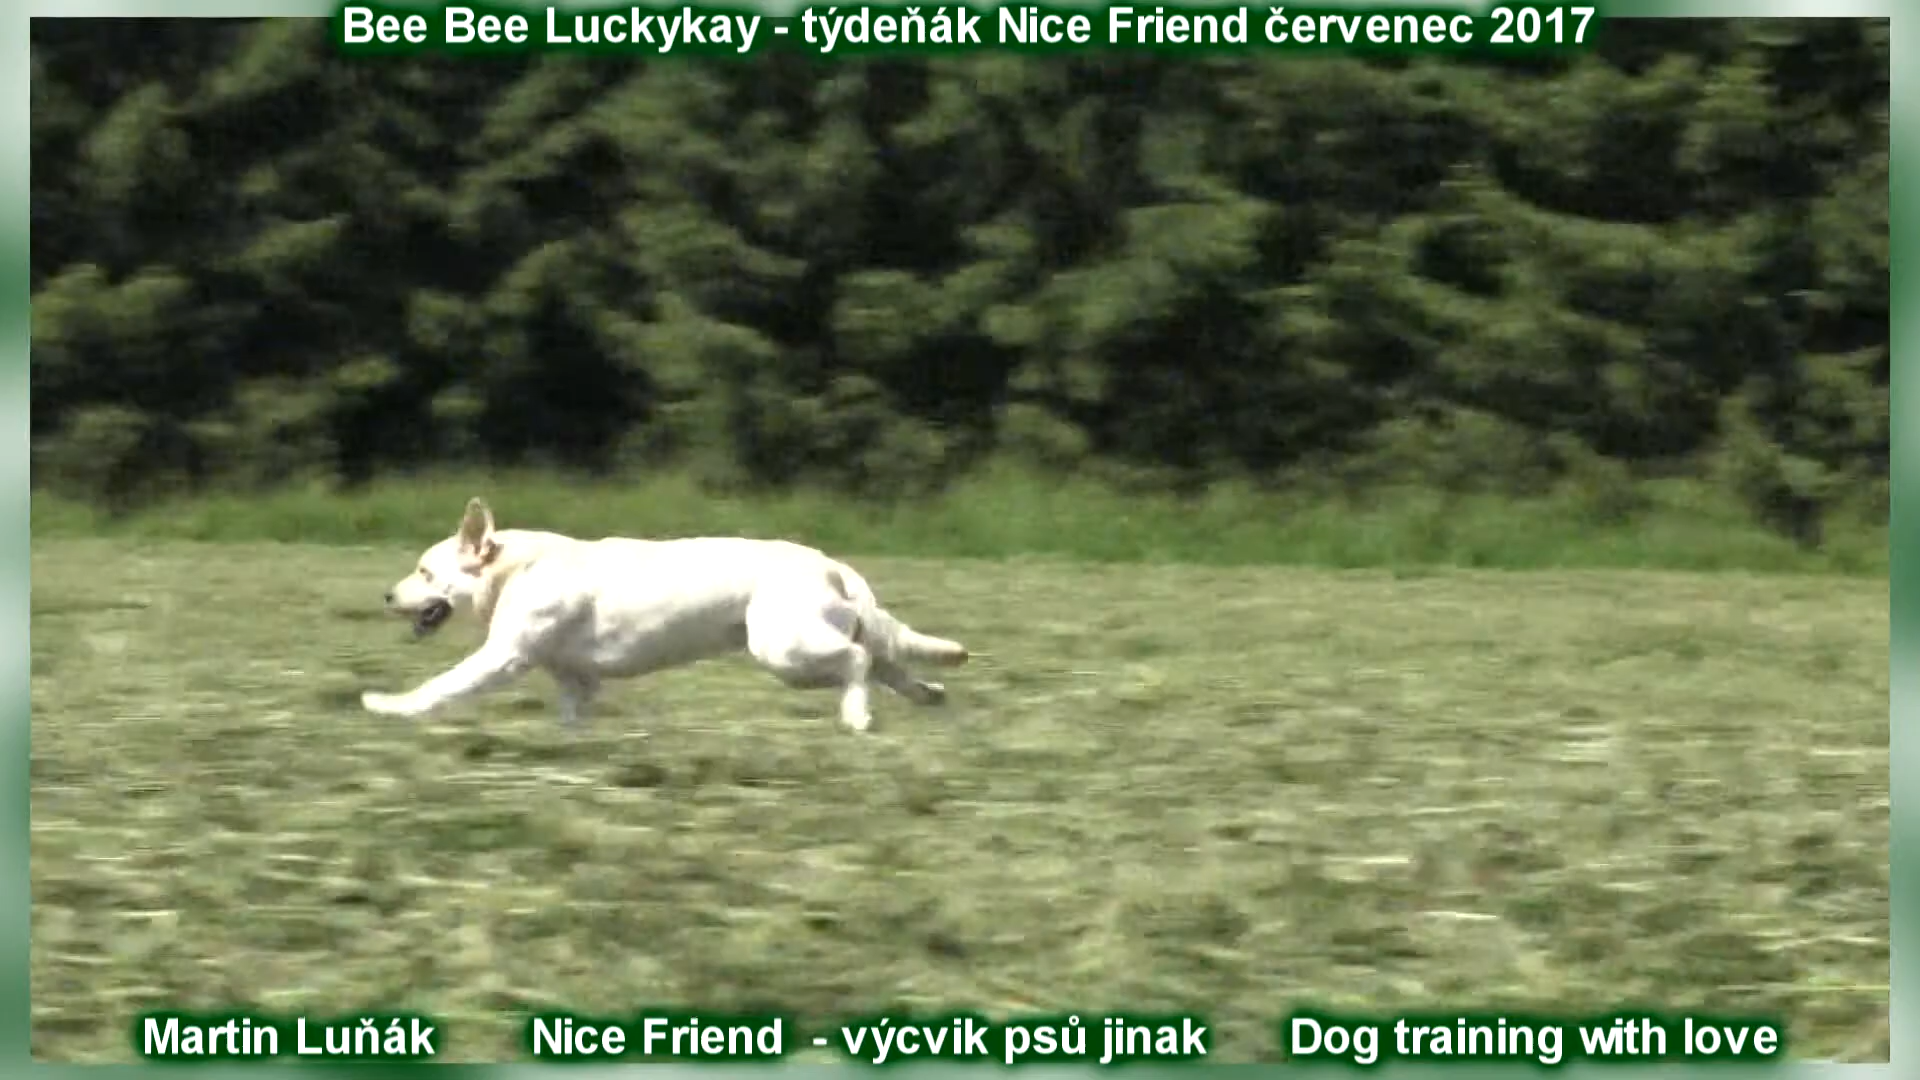 Bee Bee Luckykay - týdeňák Nice Friend červenec 2017
Martin Luňák Nice Friend - výcvik psů jinak Dog training with love